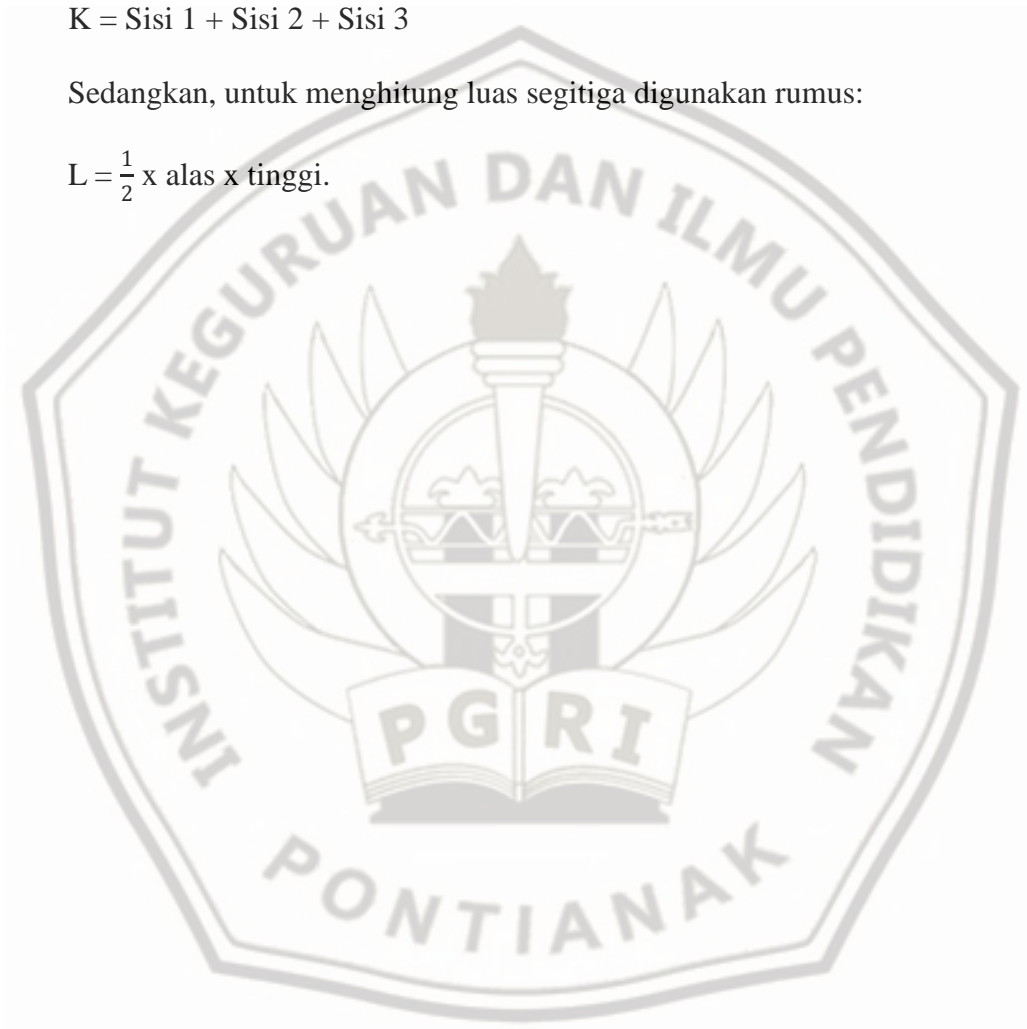 K = Sisi 1 + Sisi 2 + Sisi 3
Sedangkan, untuk menghitung luas segitiga digunakan rumus:
L = 1/2 x alas x tinggi.
INSTITUT KEGURUAN DAN ILMU PENDIDIKAN
PGRI
PONTIANAK